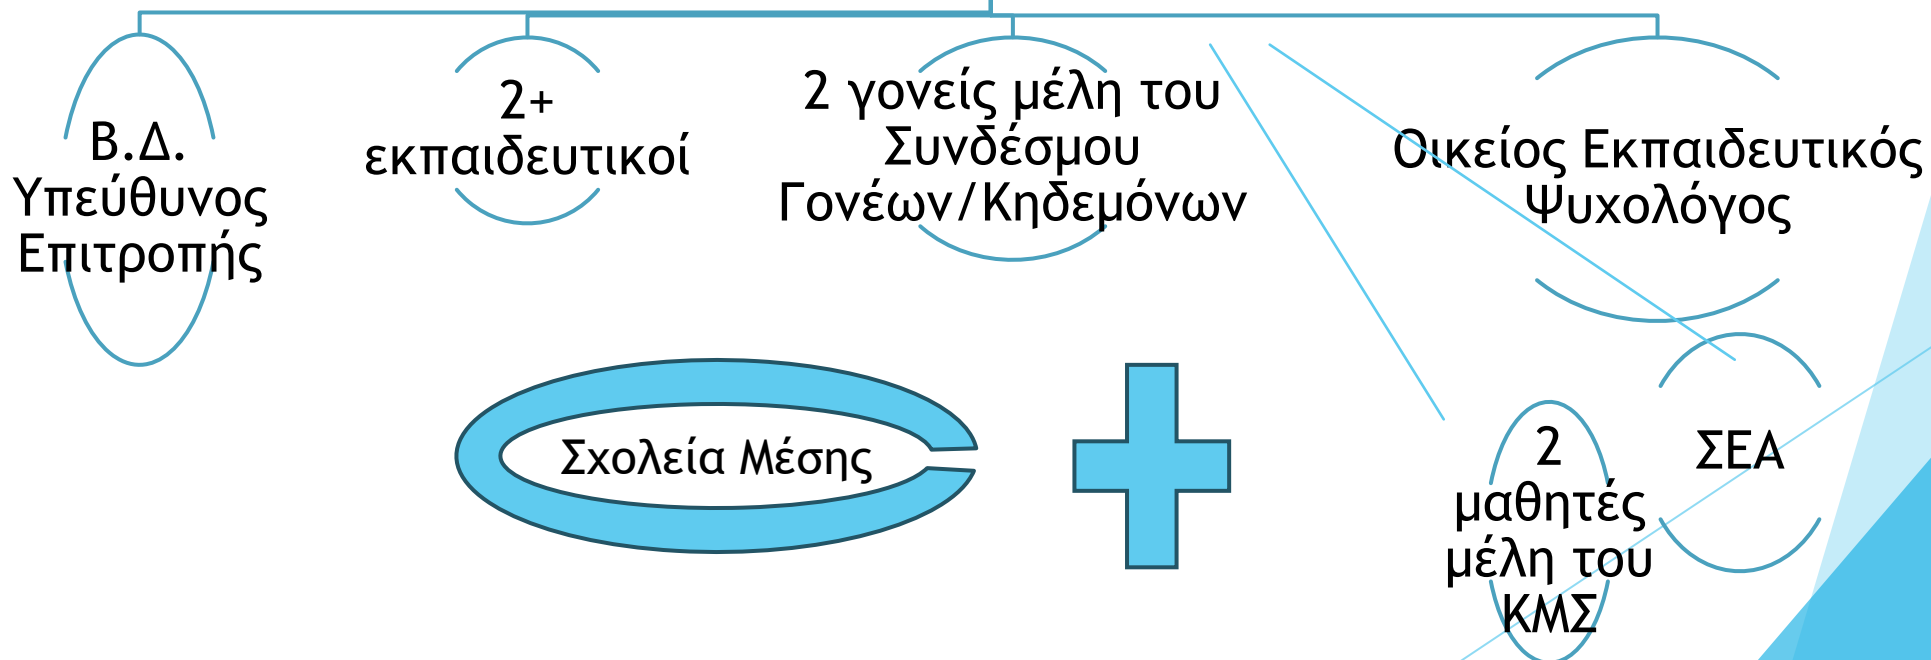 Β.Δ.
Υπεύθυνος
Επιτροπής
2+
εκπαιδευτικοί
2 γονείς μέλη του
Συνδέσμου
Γονέων/Κηδεμόνων
Οικείος Εκπαιδευτικός
Ψυχολόγος
Σχολεία Μέσης
2
μαθητές
μέλη του
ΚΜΣ
ΣΕΑ